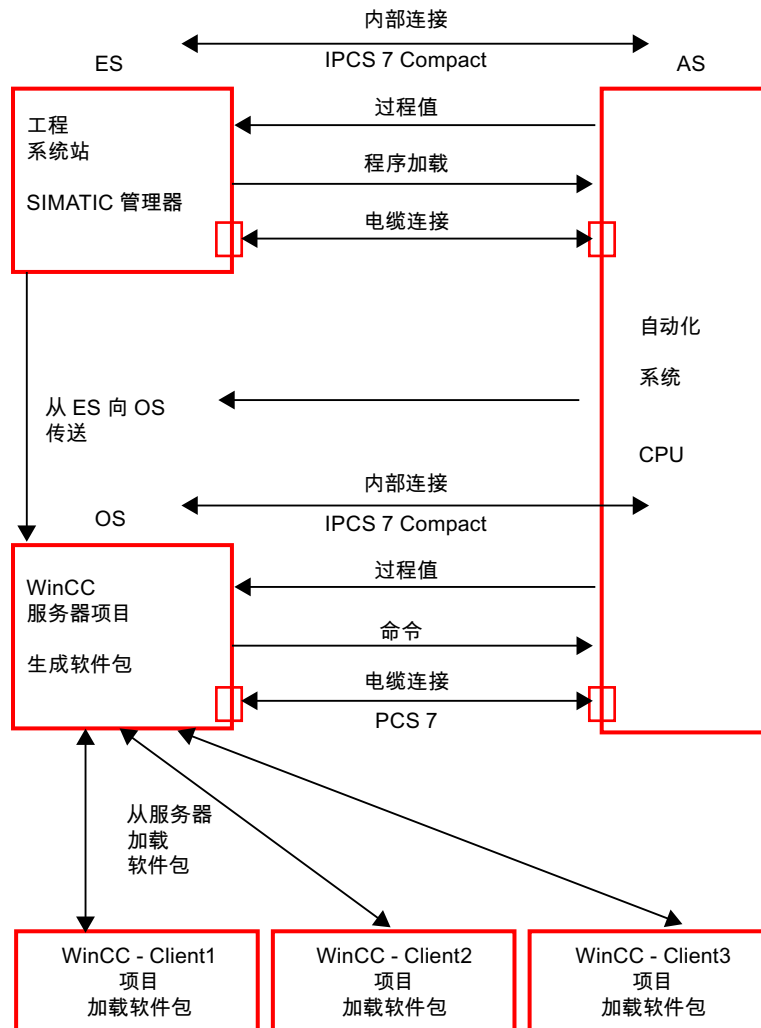 内部连接
IPCS 7 Compact
ES
AS
工程
系统站
SIMATIC 管理器
过程值
程序加载
电缆连接
自动化
系统
CPU
从 ES 向 OS
传送
内部连接
IPCS 7 Compact
OS
WinCC
服务器项目
生成软件包
过程值
命令
电缆连接
PCS 7
从服务器
加载
软件包
WinCC - Client1
项目
加载软件包
WinCC - Client2
项目
加载软件包
WinCC - Client3
项目
加载软件包